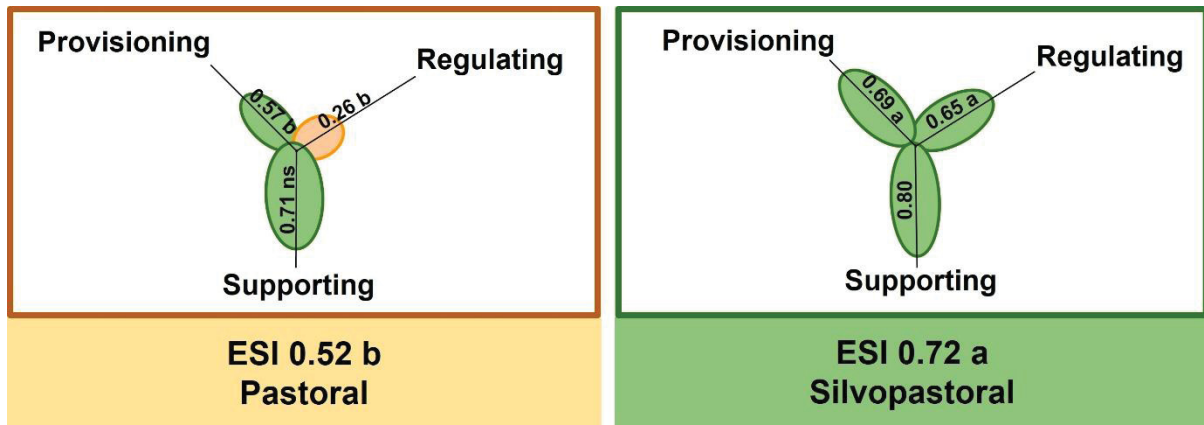 Provisioning
Regulating
0.57 b
0.26 b
0.71 ns
Supporting
ESI 0.52 b
Pastoral
Provisioning
Regulating
0.69 a
0.65 a
0.80
Supporting
ESI 0.72 a
Silvopastoral